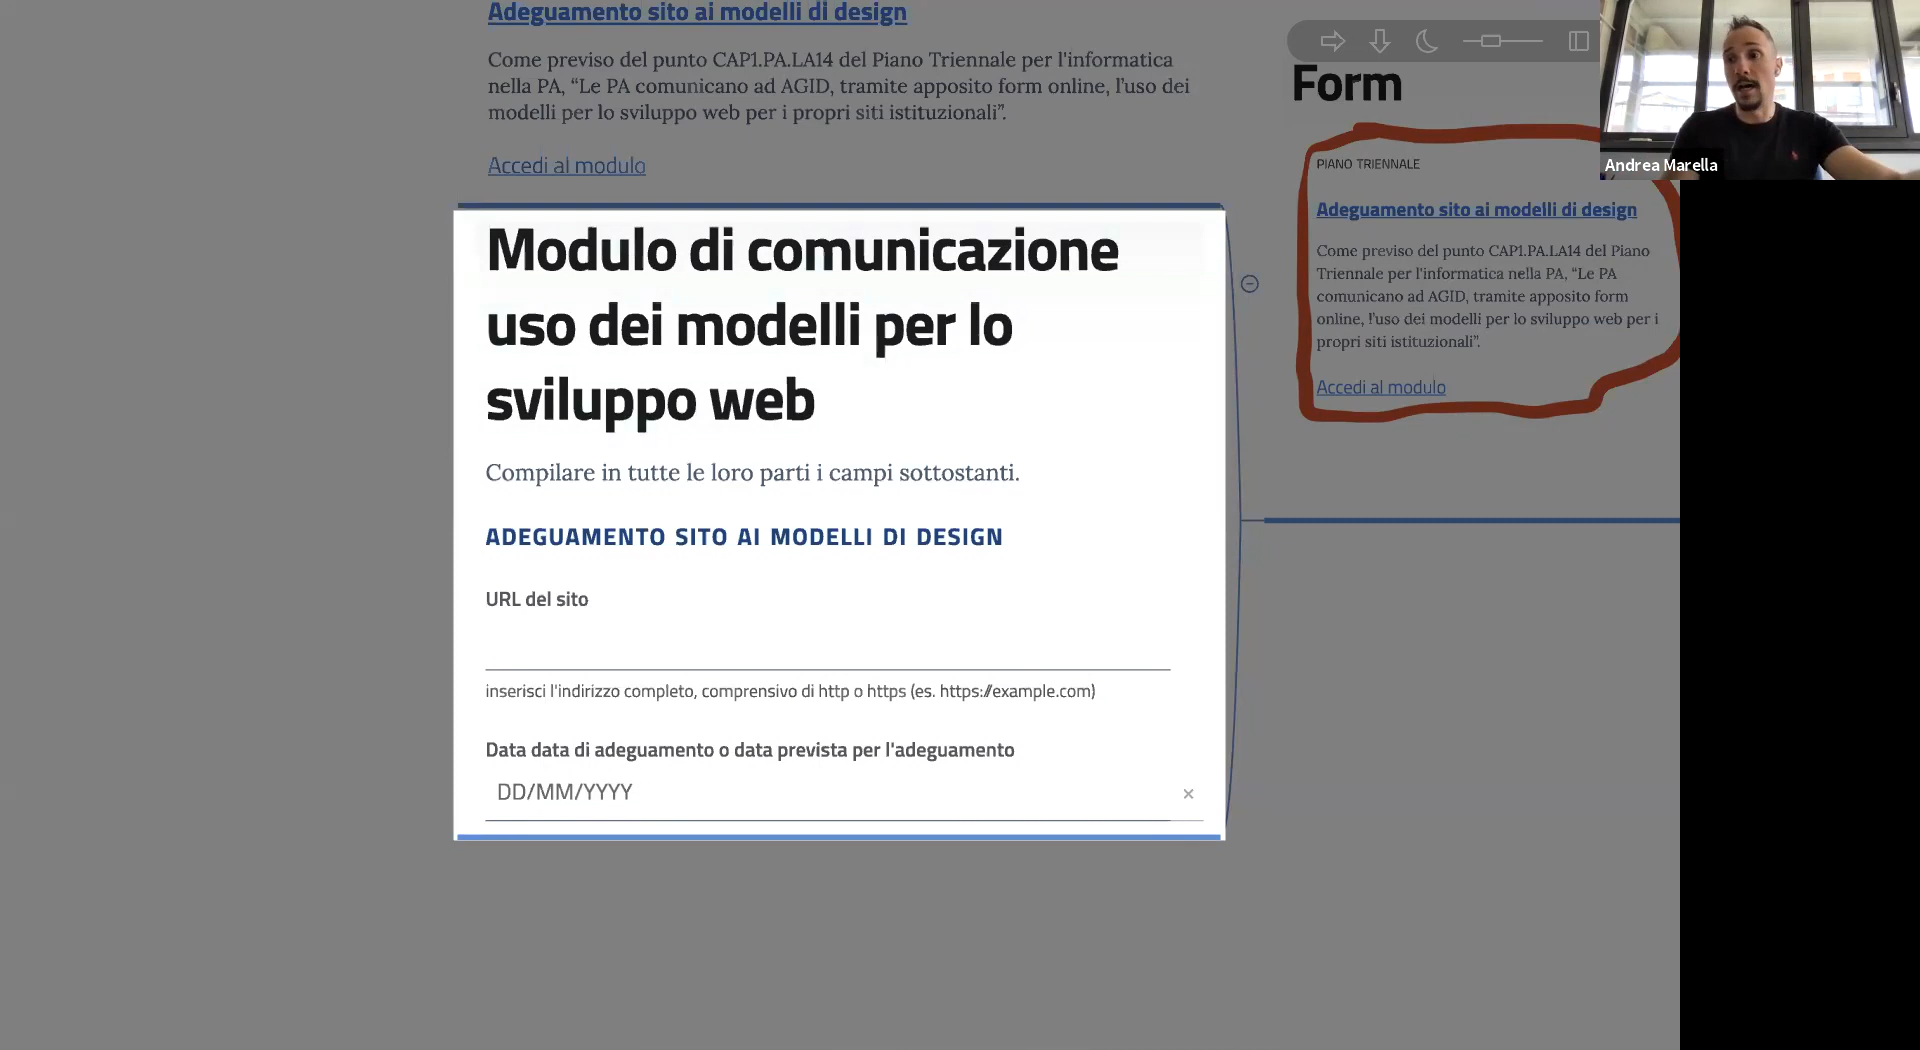 Adeguamento sito ai modelli di design
Come previso del punto CAP1.PA.LA14 del Piano Triennale per l'informatica
nella PA, “Le PA comunicano ad AGID, tramite apposito form online, l’uso dei
modelli per lo sviluppo web per i propri siti istituzionali”.
Accedi al modulo
Modulo di comunicazione
uso dei modelli per lo
sviluppo web
Compilare in tutte le loro parti i campi sottostanti.
ADEGUAMENTO SITO AI MODELLI DI DESIGN
URL del sito
inserisci l'indirizzo completo, comprensivo di http o https (es. https://example.com)
Data data di adeguamento o data prevista per l'adeguamento
DD/MM/YYYY
Form
PIANO TRIENNALE
Adeguamento sito ai modelli di design
Come previso del punto CAP1.PA.LA14 del Piano
Triennale per l'informatica nella PA, “Le PA
comunicano ad AGID, tramite apposito form
online, l’uso dei modelli per lo sviluppo web per i
propri siti istituzionali”.
Accedi al modulo
Andrea Marella